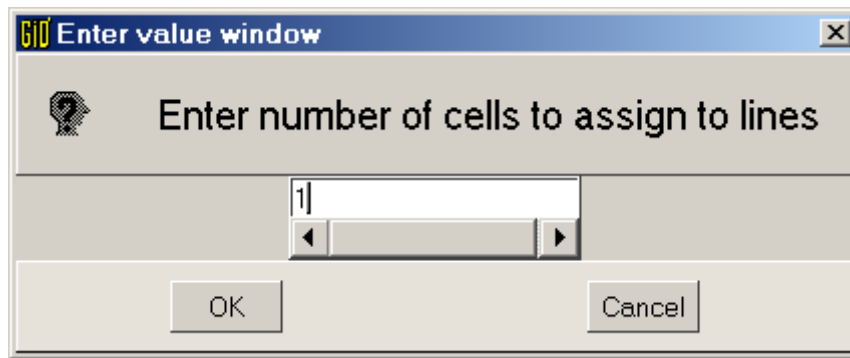 GiD Enter value window
Enter number of cells to assign to lines
1
OK
Cancel